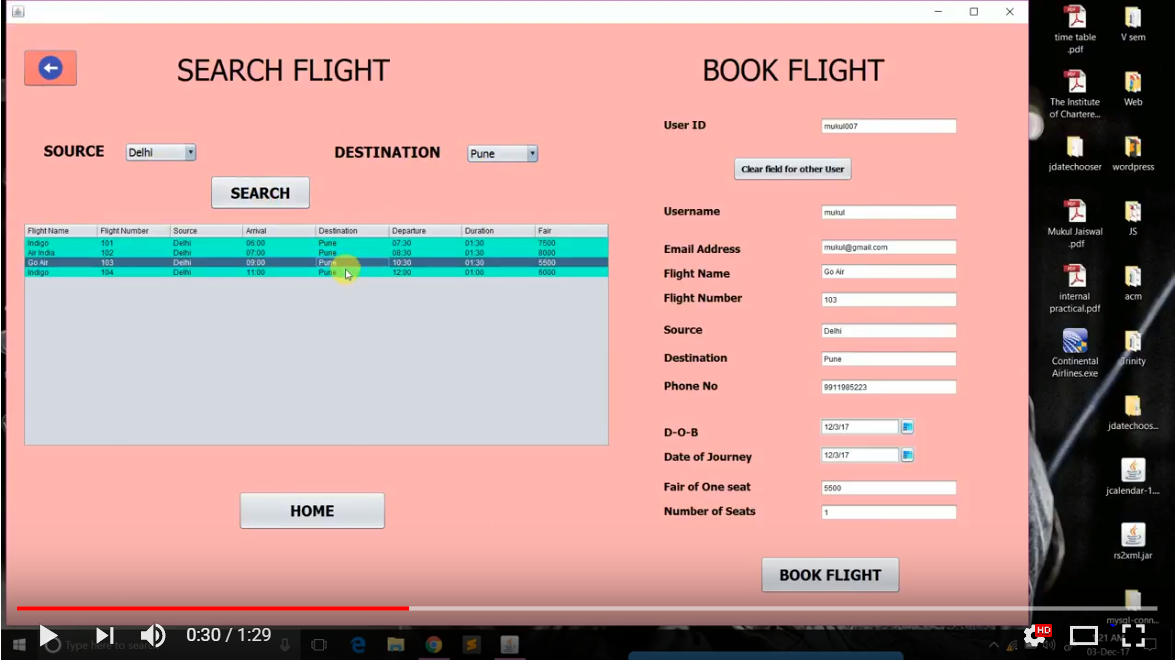 SEARCH FLIGHT
SOURCE Delhi DESTINATION Pune
SEARCH
Flight Name Flight Number Source Arrival Destination Departure Duration Fair
Indigo 101 Delhi 06:00 Pune 07:30 01:30 7500
Air India 102 Delhi 07:00 Pune 08:30 01:30 8000
Go Air 103 Delhi 09:00 Pune 10:30 01:30 5500
Indigo 104 Delhi 11:00 Pune 12:00 01:00 6000
HOME
BOOK FLIGHT
User ID mukul007
Clear field for other User
Username mukul
Email Address mukul@gmail.com
Flight Name Go Air
Flight Number 103
Source Delhi
Destination Pune
Phone No 9911985223
D-O-B 12/3/17
Date of Journey 12/3/17
Fair of One seat 5500
Number of Seats 1
BOOK FLIGHT
time table
.pdf
V sem
The Institute
of Chartere...
Web
jdatechooser
wordpress
Mukul Jaiswal
.pdf
JS
internal
practical.pdf
acm
Continental
Airlines.exe
Trinity
jdatechoos...
jcalendar-1...
rs2xml.jar
mysql-conn...
0:30 / 1:29
Type here to search
HD
03-Dec-17